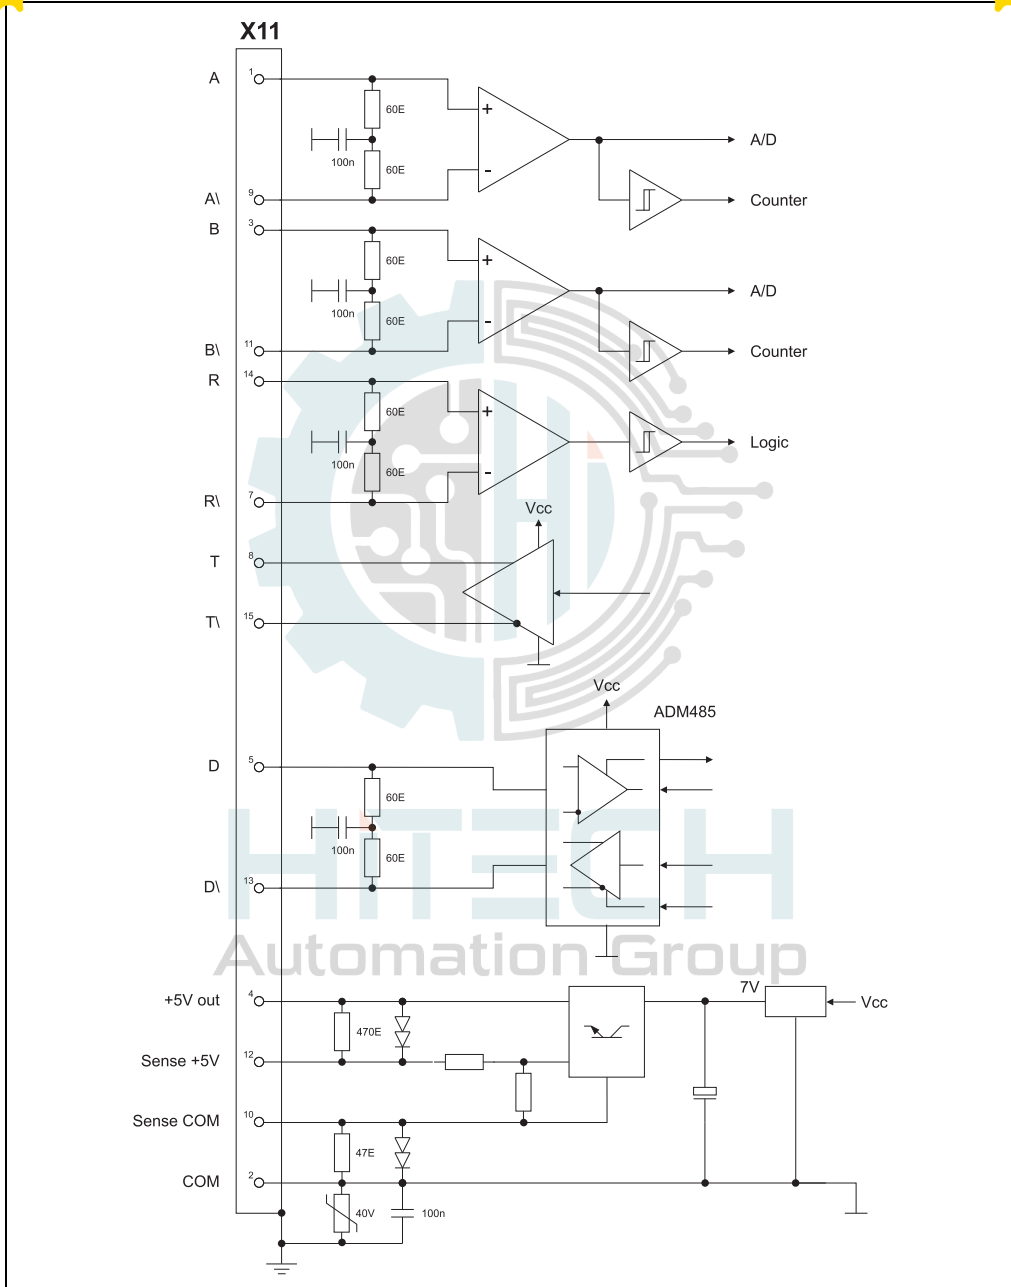 X11
A
1
60E
+
100n
60E
-
A/D
A\
9
Counter
B
3
60E
+
100n
60E
-
A/D
B\
11
Counter
R
14
60E
+
100n
60E
-
Logic
R\
7
Vcc
T
8
T\
15
Vcc
ADM485
D
5
60E
100n
60E
D\
13
HiTECH
Automation Group
+5V out
4
7V
Vcc
470E
Sense +5V
12
Sense COM
10
47E
COM
2
40V
100n